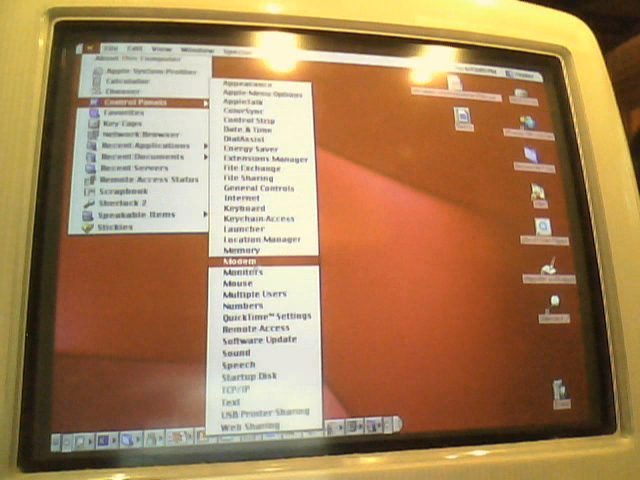 File Edit View Window Special
About This Computer
Apple System Profiler
Calculator
Chooser
Control Panels
Favorites
Key Caps
Network Browser
Recent Applications
Recent Documents
Recent Servers
Remote Access Status
Scrapbook
Sherlock 2
Speakable Items
Stickies
Appearance
Apple Menu Options
AppleTalk
ColorSync
Control Strip
Date & Time
DialAssist
Energy Saver
Extensions Manager
File Exchange
File Sharing
General Controls
Internet
Keyboard
Keychain Access
Launcher
Location Manager
Memory
Modem
Monitors
Mouse
Multiple Users
Numbers
QuickTime™ Settings
Remote Access
Software Update
Sound
Speech
Startup Disk
TCP/IP
Text
USB Printer Sharing
Web Sharing